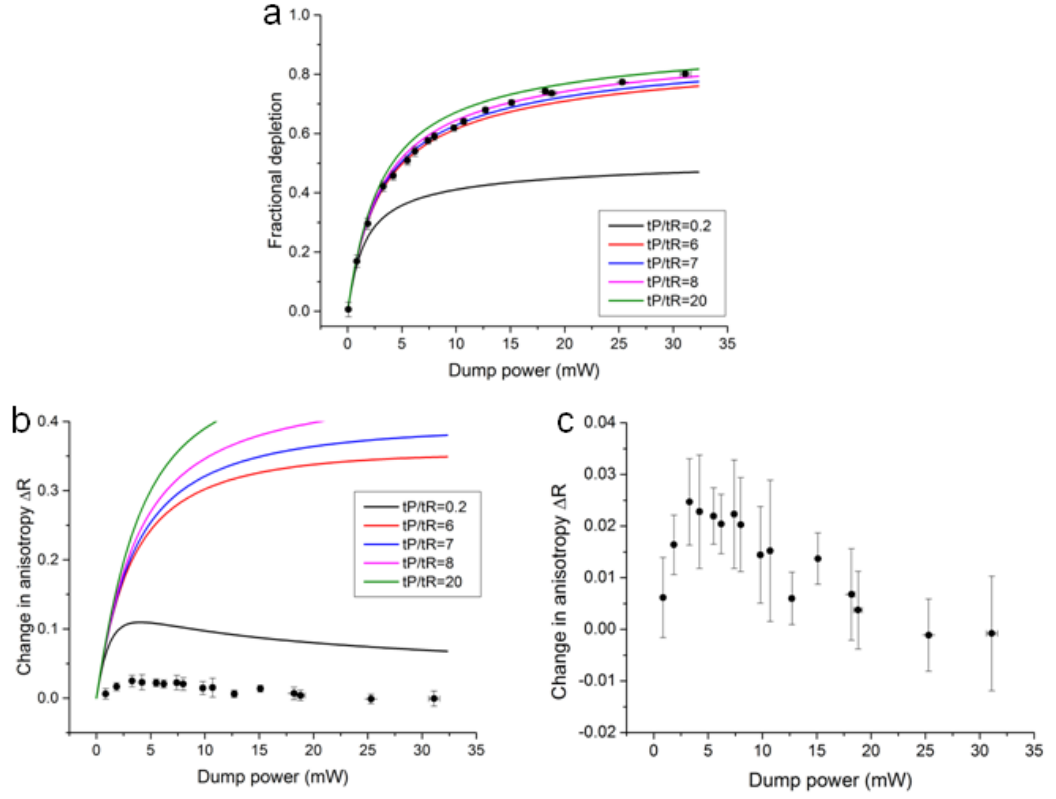 a
1.0
0.8
0.6
0.4
0.2
0.0
Fractional depletion
tP/tR=0.2
tP/tR=6
tP/tR=7
tP/tR=8
tP/tR=20
0 5 10 15 20 25 30 35
Dump power (mW)
b
0.4
0.3
0.2
0.1
0.0
Change in anisotropy ΔR
tP/tR=0.2
tP/tR=6
tP/tR=7
tP/tR=8
tP/tR=20
0 5 10 15 20 25 30 35
Dump power (mW)
c
0.04
0.03
0.02
0.01
0.00
-0.01
-0.02
Change in anisotropy ΔR
0 5 10 15 20 25 30 35
Dump power (mW)